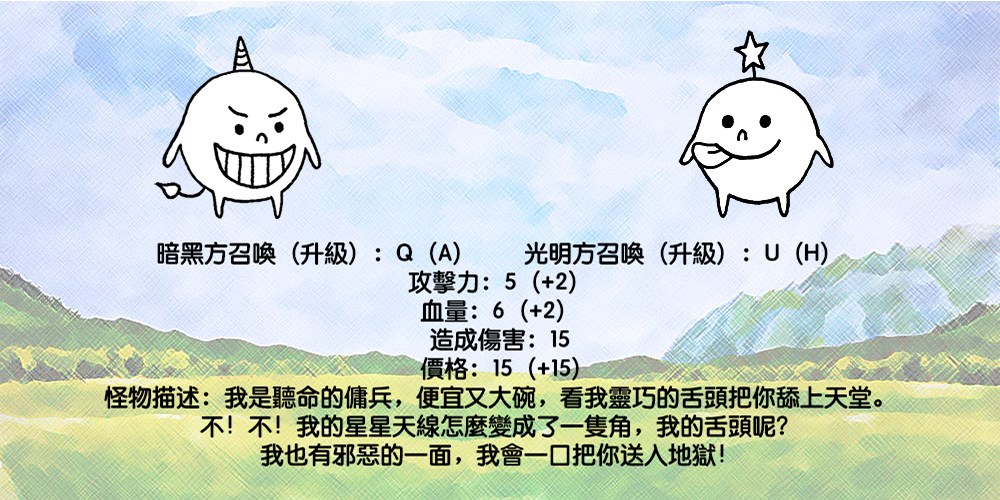 暗黑方召喚（升級）：Q（A）　　光明方召喚（升級）：U（H）
攻擊力：5（+2）
血量：6（+2）
造成傷害：15
價格：15（+15）
怪物描述：我是聽命的傭兵，便宜又大碗，看我靈巧的舌頭把你舔上天堂。
不！不！我的星星天線怎麼變成了一隻角，我的舌頭呢？
我也有邪惡的一面，我會一口把你送入地獄！